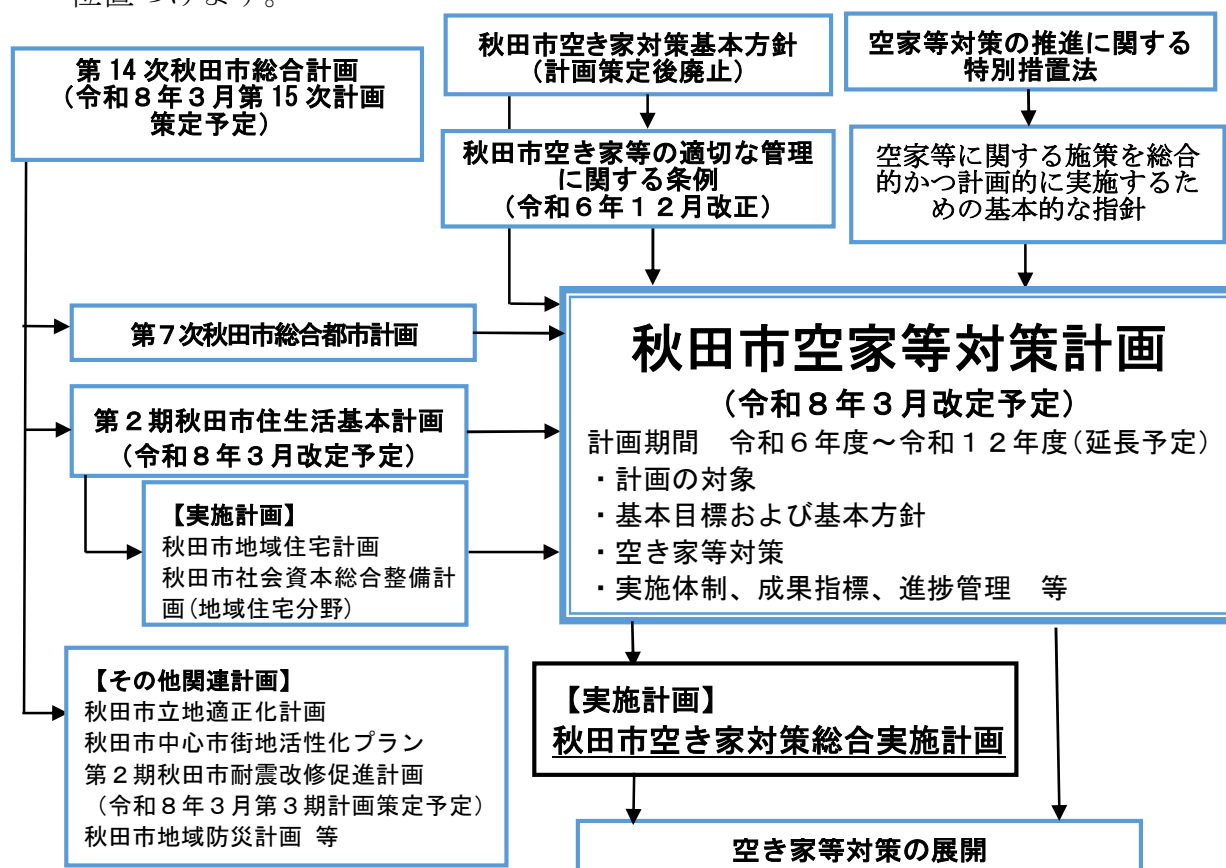 位置づけます。
第14次秋田市総合計画
(令和８年３月第15次計画
策定予定)
秋田市空き家対策基本方針
(計画策定後廃止)
空家等対策の推進に関する
特別措置法
秋田市空き家等の適切な管理
に関する条例
(令和６年１２月改正)
空家等に関する施策を総合
的かつ計画的に実施するた
めの基本的な指針
第７次秋田市総合都市計画
第２期秋田市住生活基本計画
(令和８年３月改定予定)
【実施計画】
秋田市地域住宅計画
秋田市社会資本総合整備計
画(地域住宅分野)
【その他関連計画】
秋田市立地適正化計画
秋田市中心市街地活性化プラン
第２期秋田市耐震改修促進計画
（令和８年３月第３期計画策定予定）
秋田市地域防災計画 等
秋田市空家等対策計画
(令和８年３月改定予定)
計画期間　令和６年度～令和１２年度(延長予定)
・計画の対象
・基本目標および基本方針
・空き家等対策
・実施体制、成果指標、進捗管理　等
【実施計画】
秋田市空き家対策総合実施計画
空き家等対策の展開